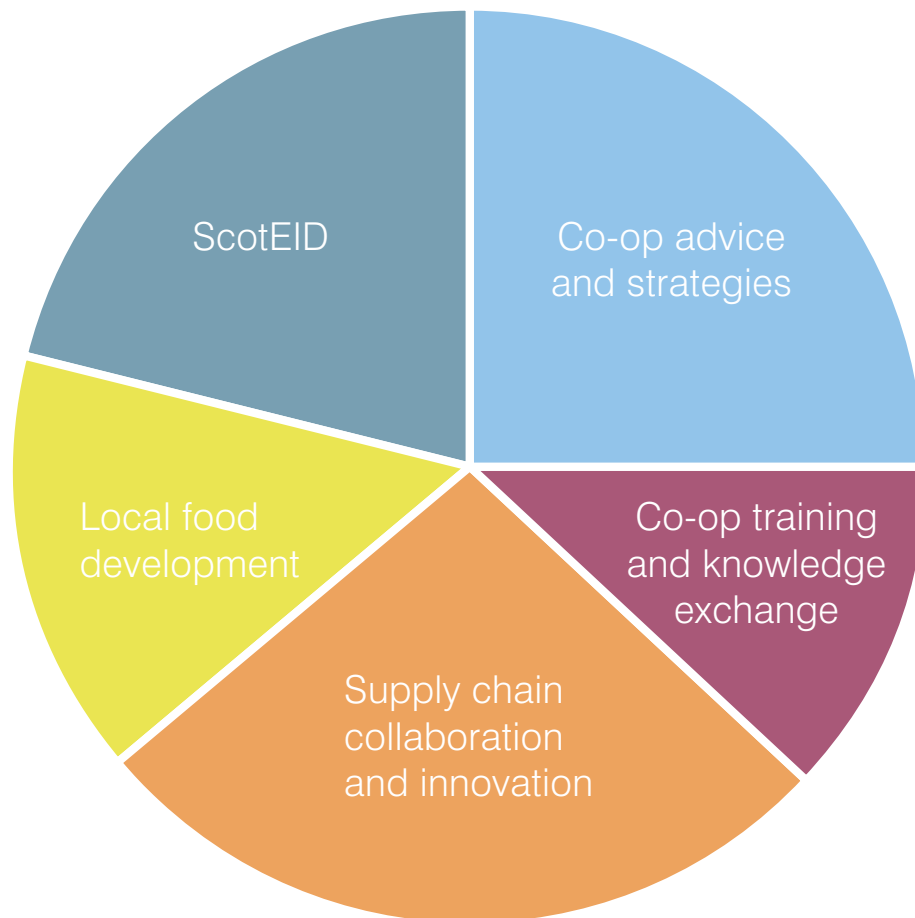 ScotEID
Co-op advice
and strategies
Local food
development
Co-op training
and knowledge
exchange
Supply chain
collaboration
and innovation